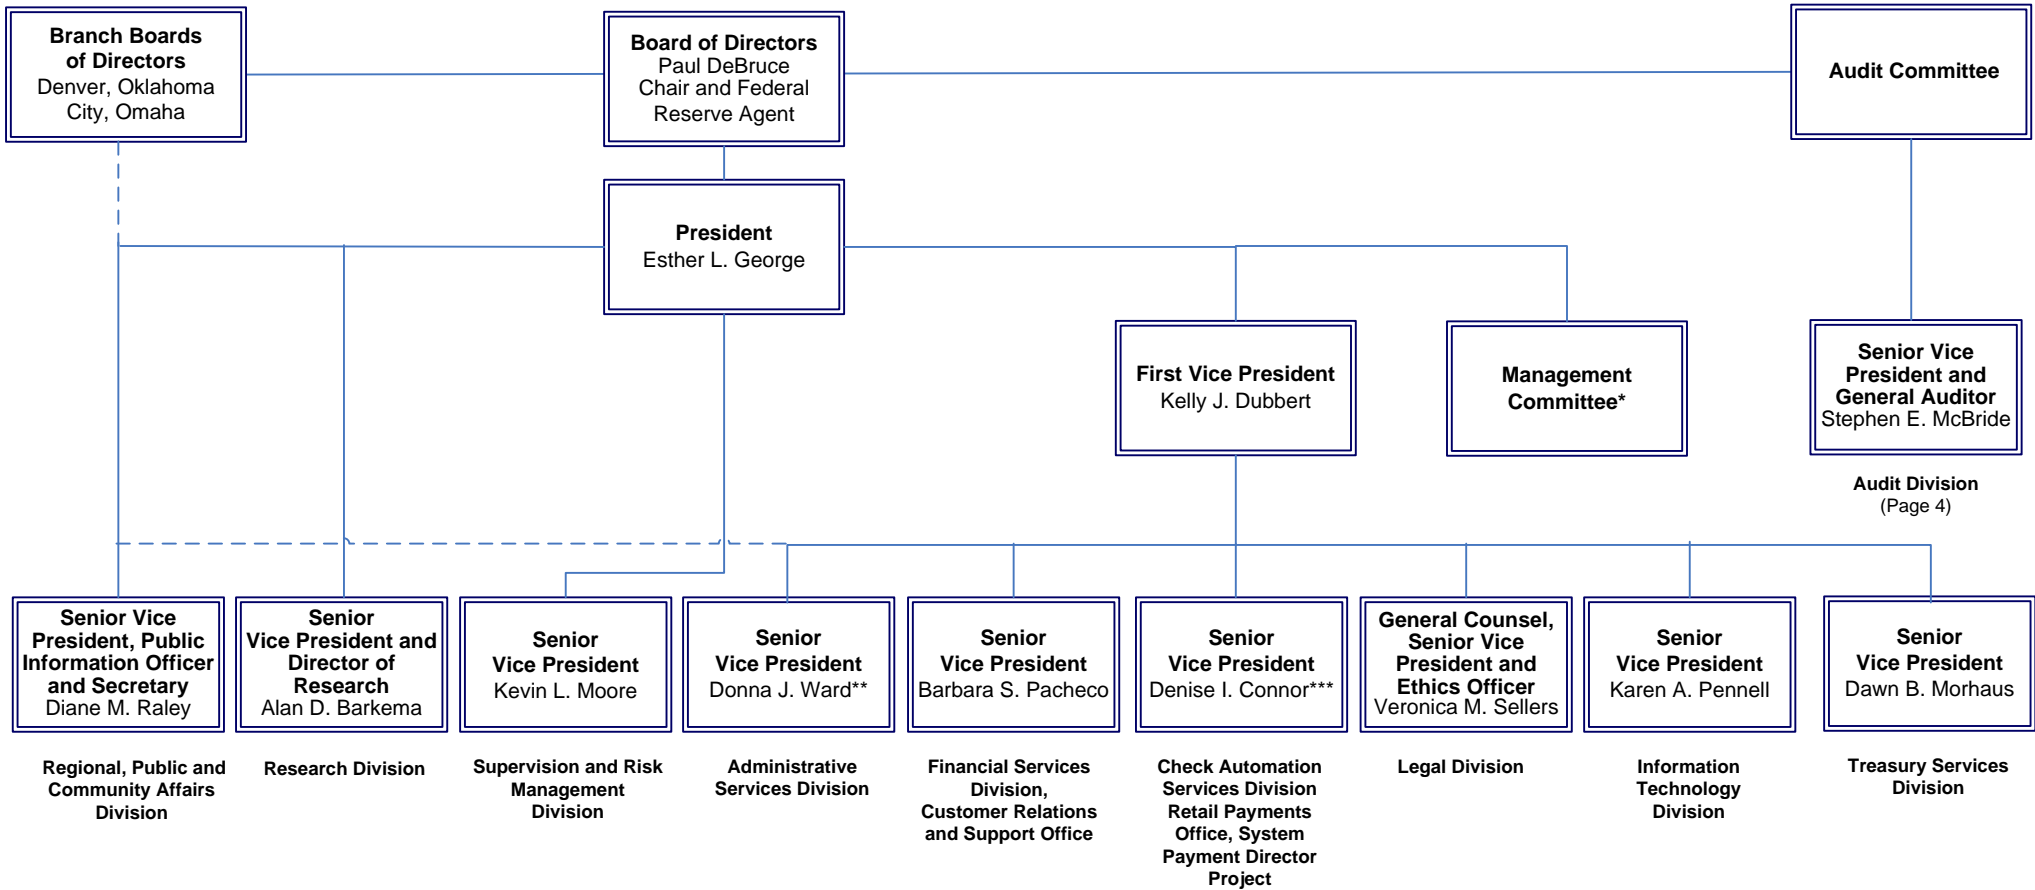 Branch Boards
of Directors
Denver, Oklahoma
City, Omaha
Board of Directors
Paul DeBruce
Chair and Federal
Reserve Agent
Audit Committee
President
Esther L. George
First Vice President
Kelly J. Dubbert
Management
Committee*
Senior Vice
President and
General Auditor
Stephen E. McBride
Audit Division
(Page 4)
Senior Vice
President, Public
Information Officer
and Secretary
Diane M. Raley
Regional, Public and
Community Affairs
Division
Senior
Vice President and
Director of
Research
Alan D. Barkema
Research Division
Senior
Vice President
Kevin L. Moore
Supervision and Risk
Management
Division
Senior
Vice President
Donna J. Ward**
Administrative
Services Division
Senior
Vice President
Barbara S. Pacheco
Financial Services
Division,
Customer Relations
and Support Office
Senior
Vice President
Denise I. Connor***
Check Automation
Services Division
Retail Payments
Office, System
Payment Director
Project
General Counsel,
Senior Vice
President and
Ethics Officer
Veronica M. Sellers
Legal Division
Senior
Vice President
Karen A. Pennell
Information
Technology
Division
Senior
Vice President
Dawn B. Morhaus
Treasury Services
Division